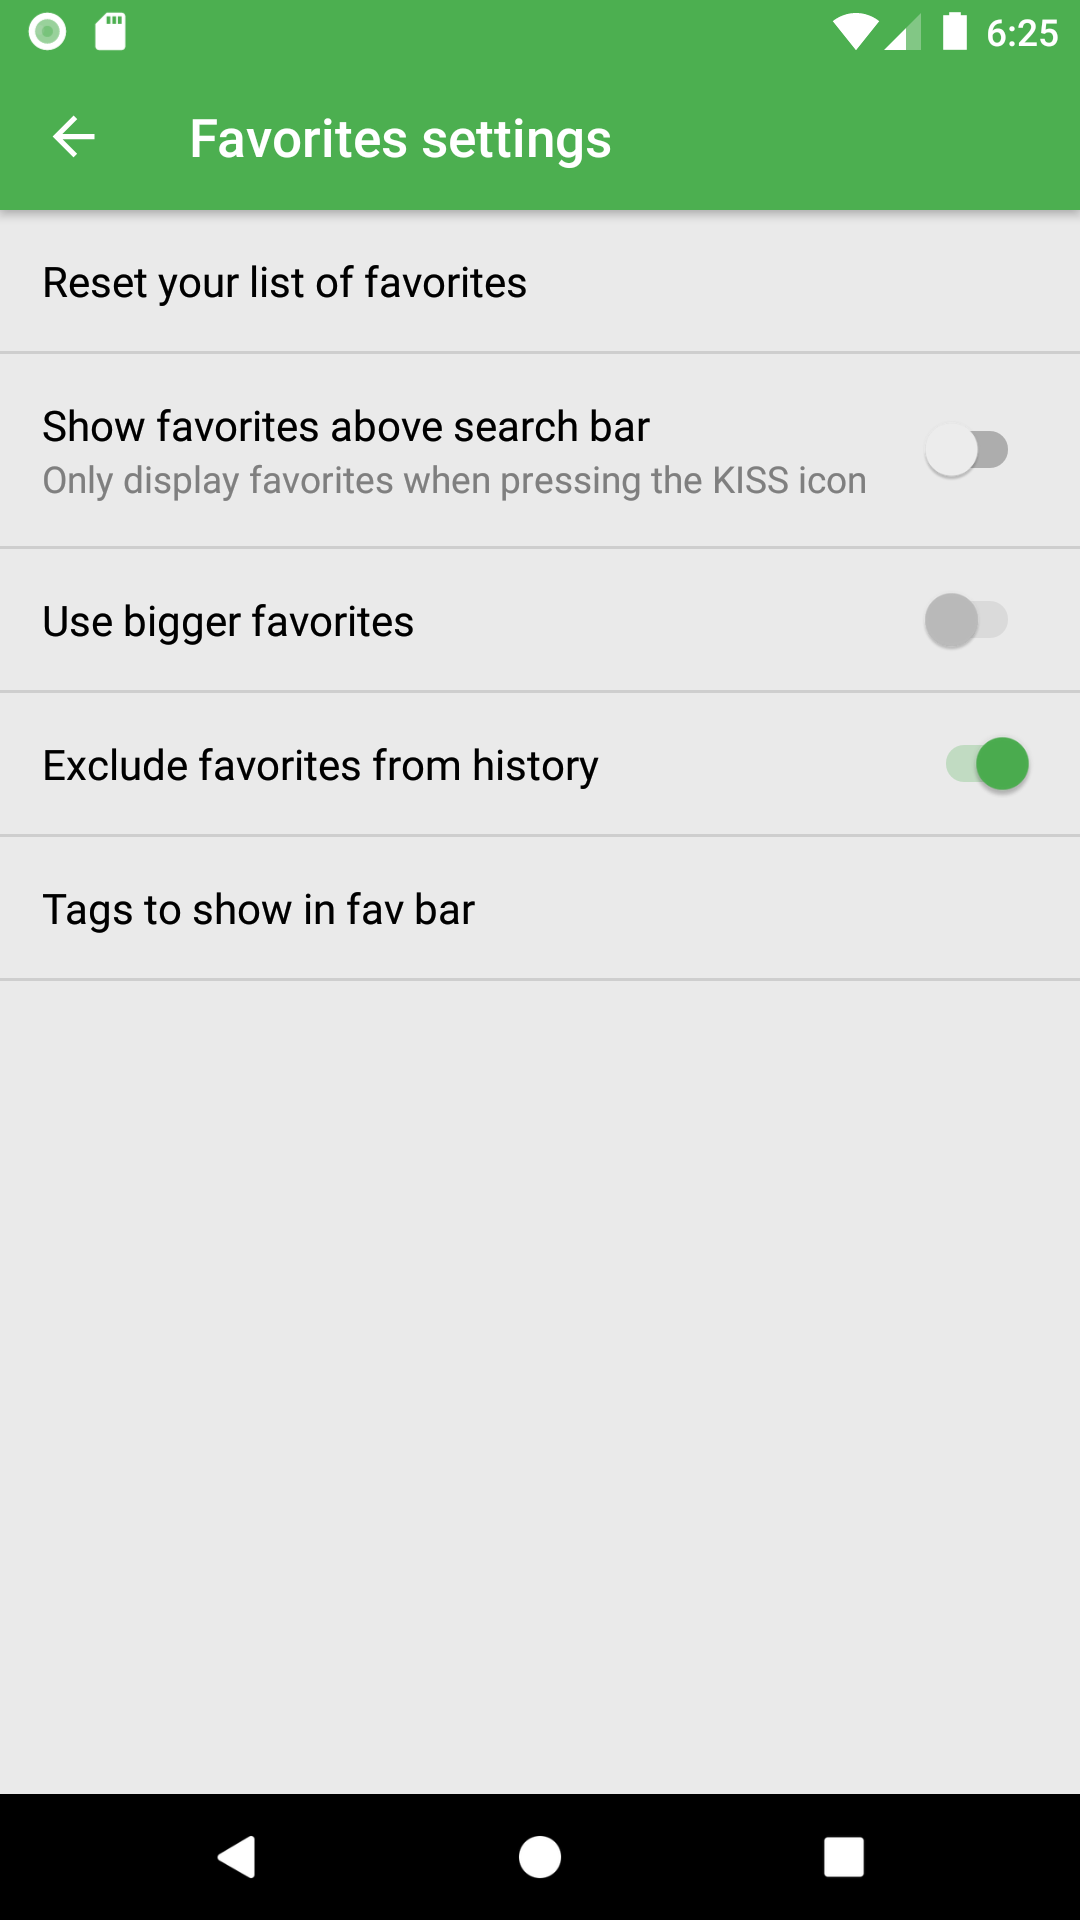 6:25
Favorites settings
Reset your list of favorites
Show favorites above search bar
Only display favorites when pressing the KISS icon
Use bigger favorites
Exclude favorites from history
Tags to show in fav bar